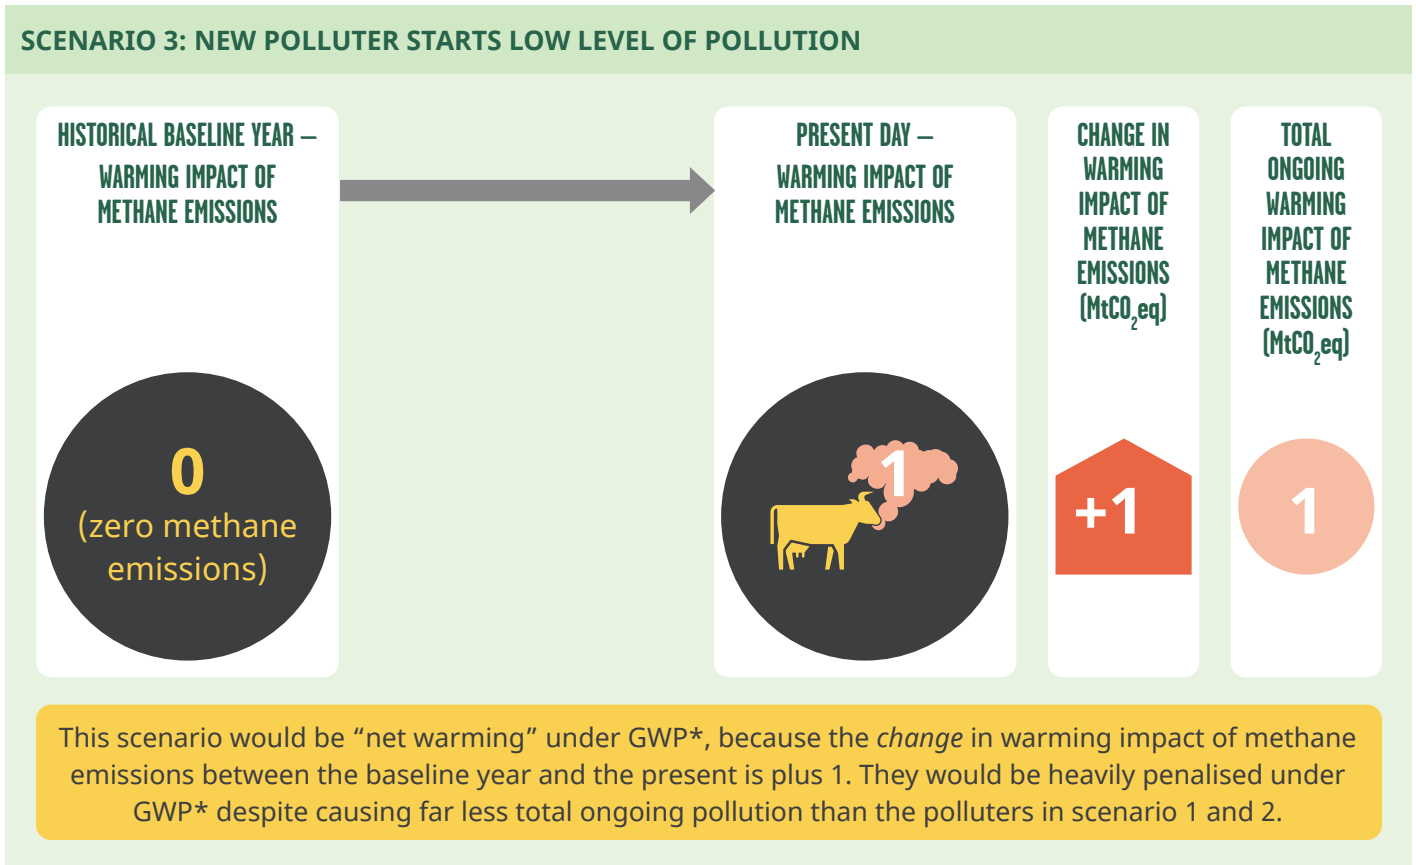 SCENARIO 3: NEW POLLUTER STARTS LOW LEVEL OF POLLUTION
HISTORICAL BASELINE YEAR –
WARMING IMPACT OF
METHANE EMISSIONS
0
(zero methane
emissions)
PRESENT DAY –
WARMING IMPACT OF
METHANE EMISSIONS
1
CHANGE IN
WARMING
IMPACT OF
METHANE
EMISSIONS
(MtCO₂eq)
+1
TOTAL
ONGOING
WARMING
IMPACT OF
METHANE
EMISSIONS
(MtCO₂eq)
1
This scenario would be “net warming” under GWP*, because the change in warming impact of methane
emissions between the baseline year and the present is plus 1. They would be heavily penalised under
GWP* despite causing far less total ongoing pollution than the polluters in scenario 1 and 2.